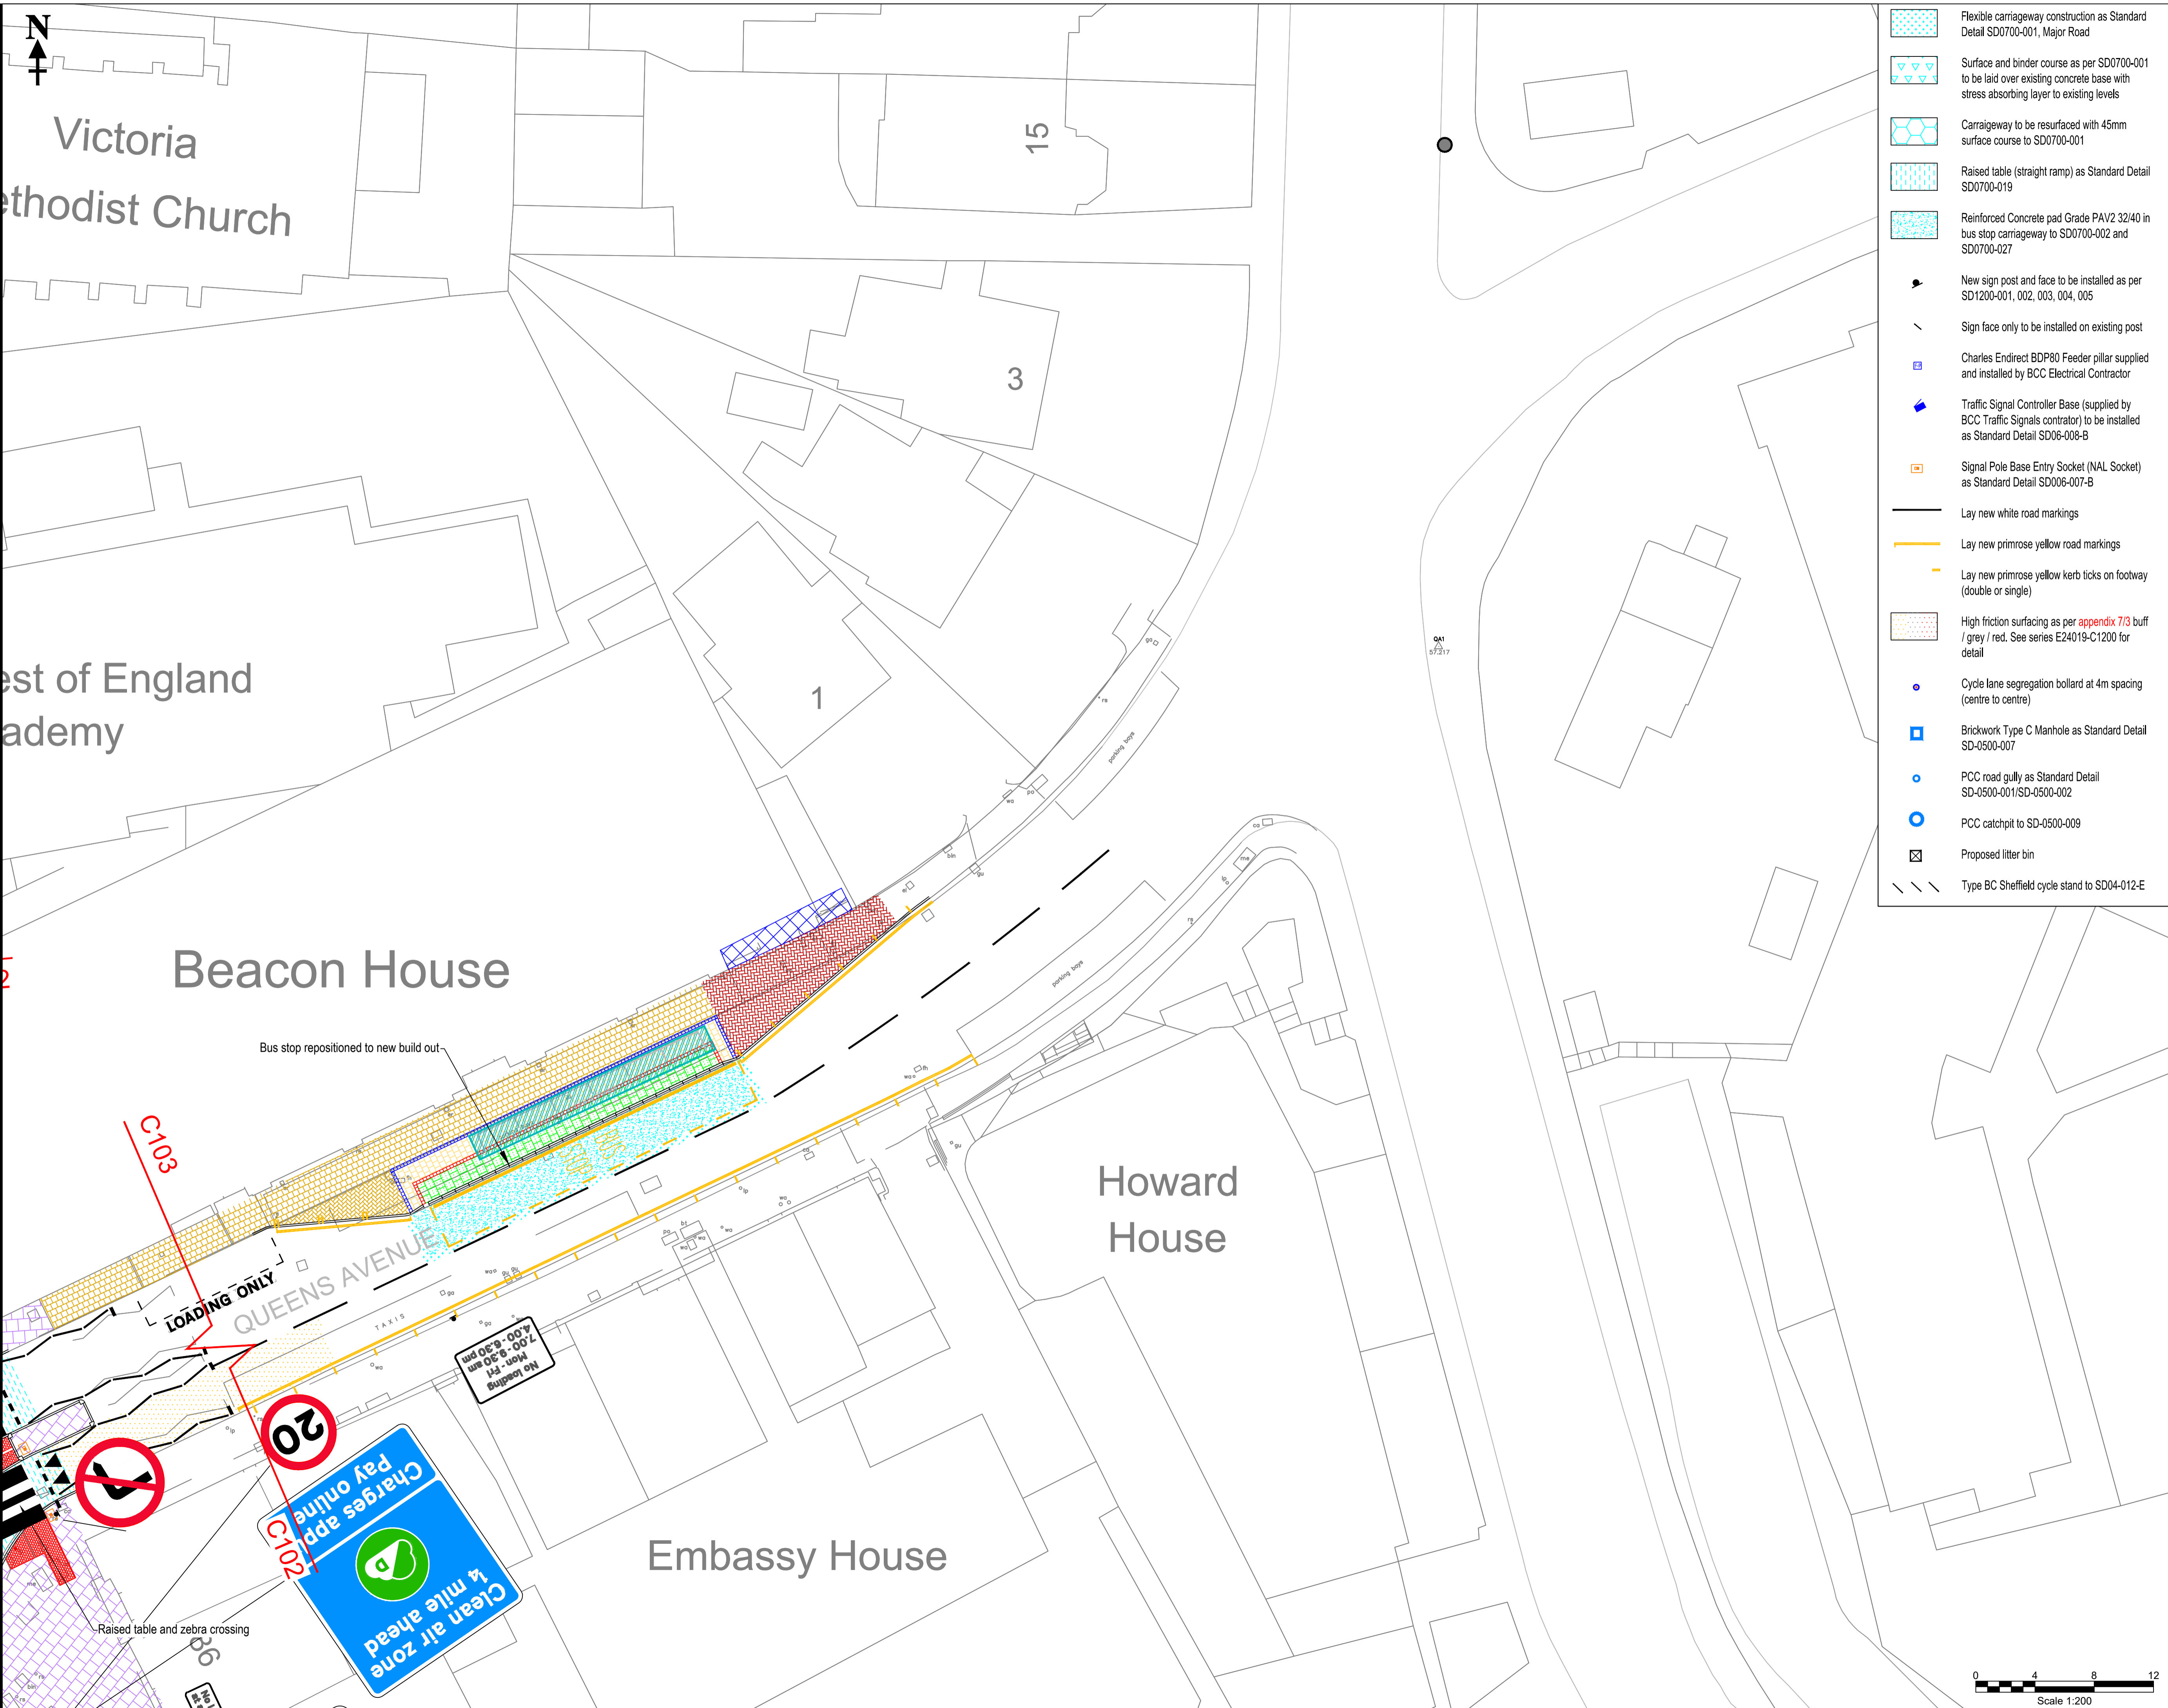 N
Victoria
ethodist Church
15
3
1
est of England
ademy
Beacon House
Bus stop repositioned to new build out
C103
QUEENS AVENUE
LOADING ONLY
TAXIS
parking bays
parking bays
QA1
57.217
Howard
House
Embassy House
No loading
Mon - Fri
7.00 - 9.30 am
4.00 - 6.30 pm
20
Clean air zone
¼ mile ahead
D
Pay online
C102
Raised table and zebra crossing
Flexible carriageway construction as Standard
Detail SD0700-001, Major Road
Surface and binder course as per SD0700-001
to be laid over existing concrete base with
stress absorbing layer to existing levels
Carraigeway to be resurfaced with 45mm
surface course to SD0700-001
Raised table (straight ramp) as Standard Detail
SD0700-019
Reinforced Concrete pad Grade PAV2 32/40 in
bus stop carriageway to SD0700-002 and
SD0700-027
New sign post and face to be installed as per
SD1200-001, 002, 003, 004, 005
Sign face only to be installed on existing post
Charles Endirect BDP80 Feeder pillar supplied
and installed by BCC Electrical Contractor
Traffic Signal Controller Base (supplied by
BCC Traffic Signals contrator) to be installed
as Standard Detail SD06-008-B
Signal Pole Base Entry Socket (NAL Socket)
as Standard Detail SD006-007-B
Lay new white road markings
Lay new primrose yellow road markings
Lay new primrose yellow kerb ticks on footway
(double or single)
High friction surfacing as per appendix 7/3 buff
/ grey / red. See series E24019-C1200 for
detail
Cycle lane segregation bollard at 4m spacing
(centre to centre)
Brickwork Type C Manhole as Standard Detail
SD-0500-007
PCC road gully as Standard Detail
SD-0500-001/SD-0500-002
PCC catchpit to SD-0500-009
Proposed litter bin
Type BC Sheffield cycle stand to SD04-012-E
0 4 8 12
Scale 1:200